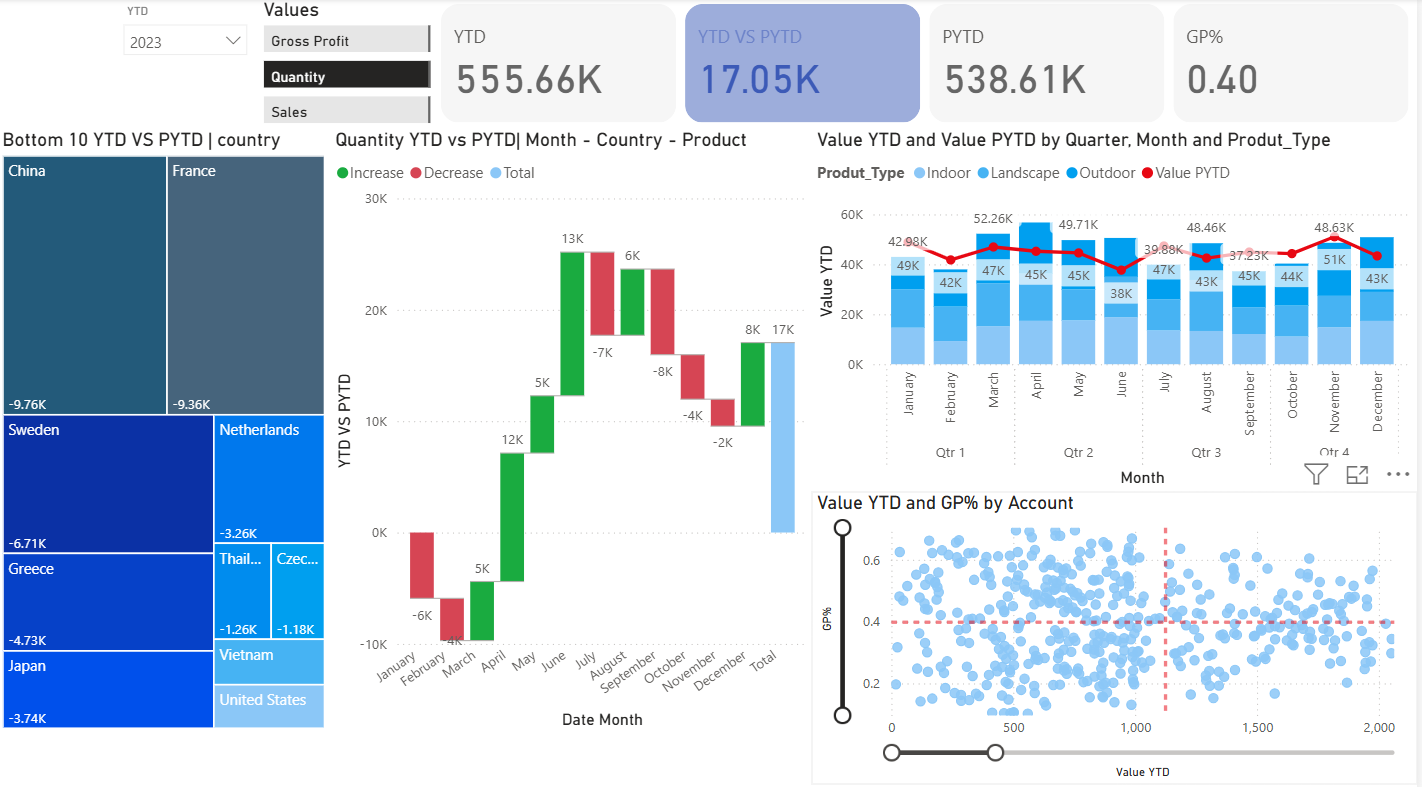 YTD
2023
Values
Gross Profit
Quantity
Sales
YTD
555.66K
YTD VS PYTD
17.05K
PYTD
538.61K
GP%
0.40
Bottom 10 YTD VS PYTD | country
China
-9.76K
France
-9.36K
Sweden
-6.71K
Netherlands
-3.26K
Greece
-4.73K
Thail...
-1.26K
Czec...
-1.18K
Japan
-3.74K
Vietnam
United States
Quantity YTD vs PYTD| Month - Country - Product
Increase Decrease Total
YTD VS PYTD
30K
20K
10K
0K
-10K
-6K
-4K
5K
12K
5K
13K
-7K
6K
-8K
-4K
-2K
8K
17K
January
February
March
April
May
June
July
August
September
October
November
December
Total
Date Month
Value YTD and Value PYTD by Quarter, Month and Produt_Type
Produt_Type Indoor Landscape Outdoor Value PYTD
Value YTD
60K
40K
20K
0K
42.98K
52.26K
49.71K
39.88K
48.46K
37.23K
48.63K
49K
42K
47K
45K
45K
38K
47K
43K
45K
44K
51K
43K
January
February
March
April
May
June
July
August
September
October
November
December
Qtr 1
Qtr 2
Qtr 3
Qtr 4
Month
Value YTD and GP% by Account
GP%
0.6
0.4
0.2
0
500
1,000
1,500
2,000
Value YTD